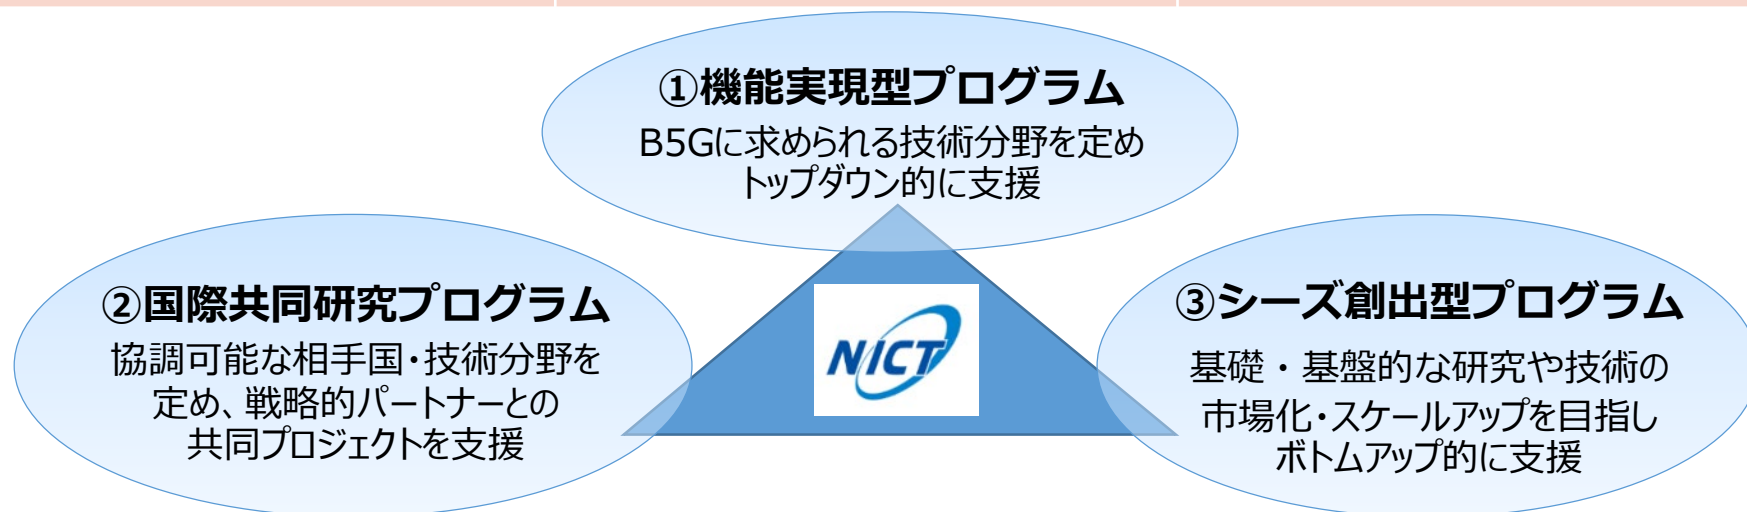 ①機能実現型プログラム
B5Gに求められる技術分野を定め
トップダウン的に支援
②国際共同研究プログラム
協調可能な相手国・技術分野を
定め、戦略的パートナーとの
共同プロジェクトを支援
NICT
③シーズ創出型プログラム
基礎・基盤的な研究や技術の
市場化・スケールアップを目指し
ボトムアップ的に支援